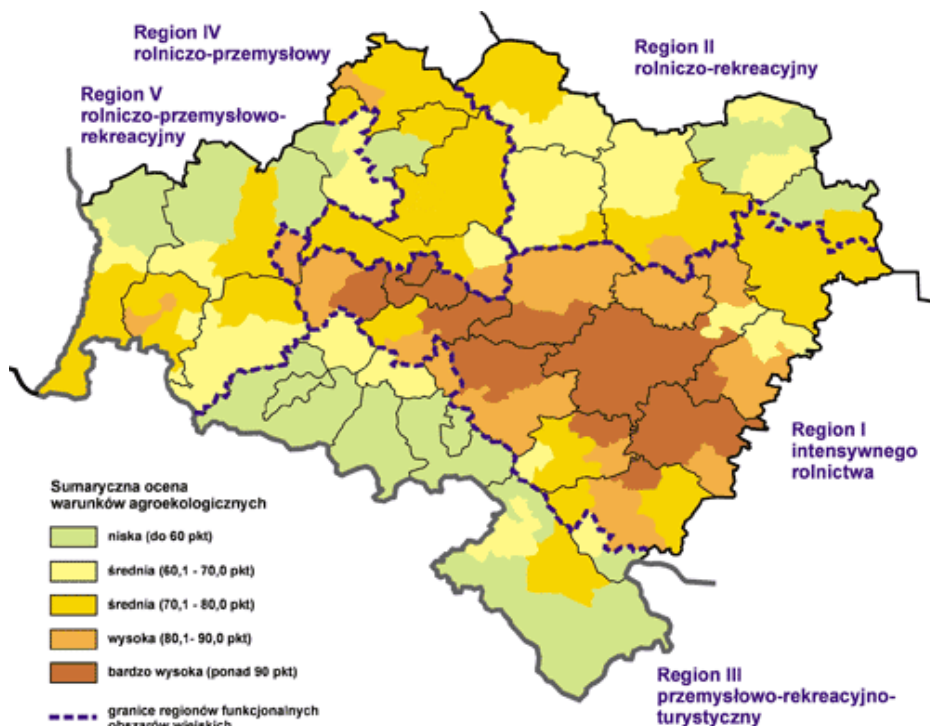 Region IV
rolniczo-przemysłowy
Region II
rolniczo-rekreacyjny
Region V
rolniczo-przemysłowo-
rekreacyjny
Region I
intensywnego
rolnictwa
Sumaryczna ocena
warunków agroekologicznych
niska (do 60 pkt)
średnia (60,1 - 70,0 pkt)
średnia (70,1 - 80,0 pkt)
wysoka (80,1- 90,0 pkt)
bardzo wysoka (ponad 90 pkt)
granice regionów funkcjonalnych
obszarów wiejskich
Region III
przemysłowo-rekreacyjno-
turystyczny